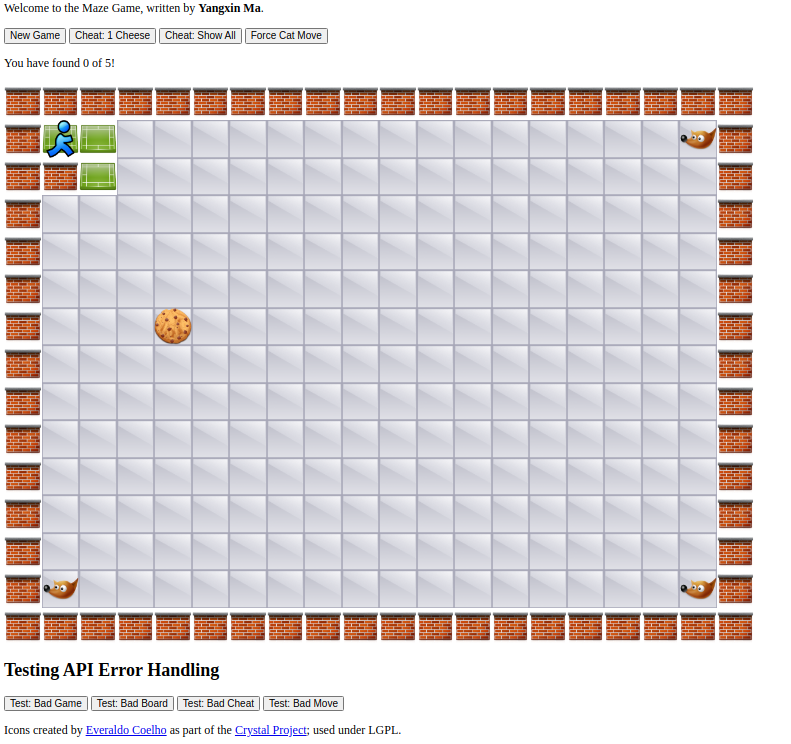 Welcome to the Maze Game, written by Yangxin Ma.
New Game Cheat: 1 Cheese Cheat: Show All Force Cat Move
You have found 0 of 5!
Testing API Error Handling
Test: Bad Game Test: Bad Board Test: Bad Cheat Test: Bad Move
Icons created by Everaldo Coelho as part of the Crystal Project; used under LGPL.